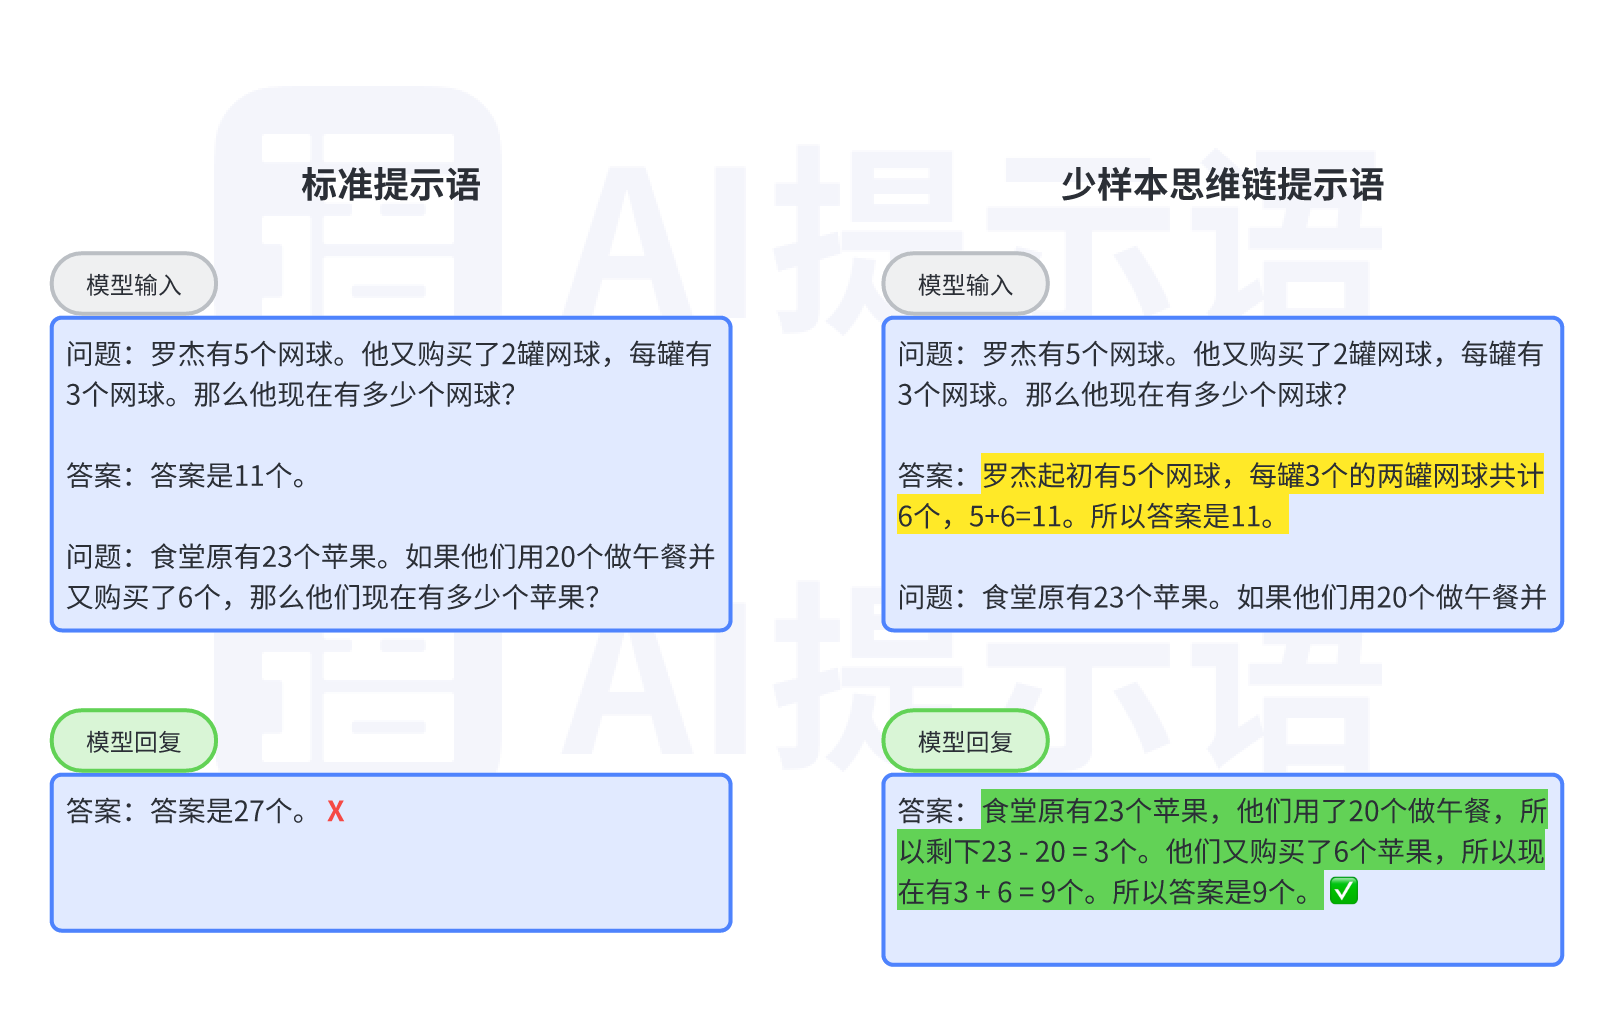 标准提示语
模型输入
问题：罗杰有5个网球。他又购买了2罐网球，每罐有
3个网球。那么他现在有多少个网球？
答案：答案是11个。
问题：食堂原有23个苹果。如果他们用20个做午餐并
又购买了6个，那么他们现在有多少个苹果？
模型回复
答案：答案是27个。 X
少样本思维链提示语
模型输入
问题：罗杰有5个网球。他又购买了2罐网球，每罐有
3个网球。那么他现在有多少个网球？
答案：罗杰起初有5个网球，每罐3个的两罐网球共计
6个，5+6=11。所以答案是11。
问题：食堂原有23个苹果。如果他们用20个做午餐并
模型回复
答案：食堂原有23个苹果，他们用了20个做午餐，所
以剩下23 - 20 = 3个。他们又购买了6个苹果，所以现
在有3 + 6 = 9个。所以答案是9个。 ✅
AI提示语
AI提示语